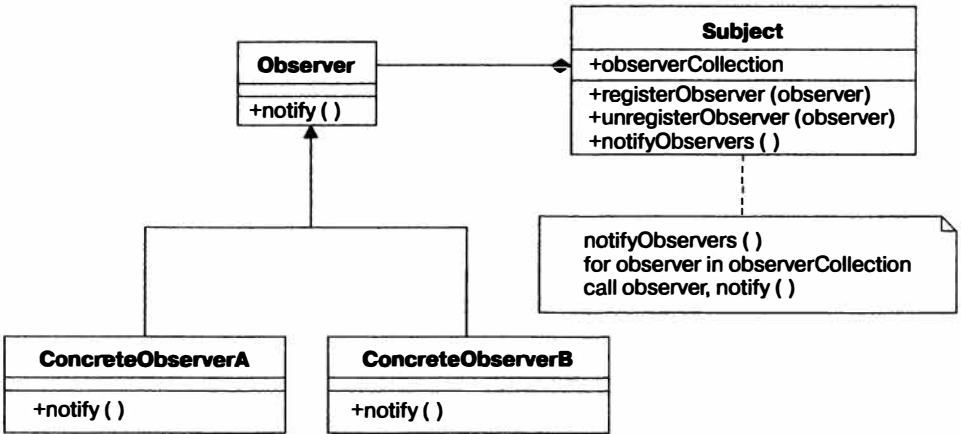 Subject
+observerCollection
+registerObserver (observer)
+unregisterObserver (observer)
+notifyObservers ( )
Observer
+notify ( )
notifyObservers ( )
for observer in observerCollection
call observer, notify ( )
ConcreteObserverA
+notify ( )
ConcreteObserverB
+notify ( )